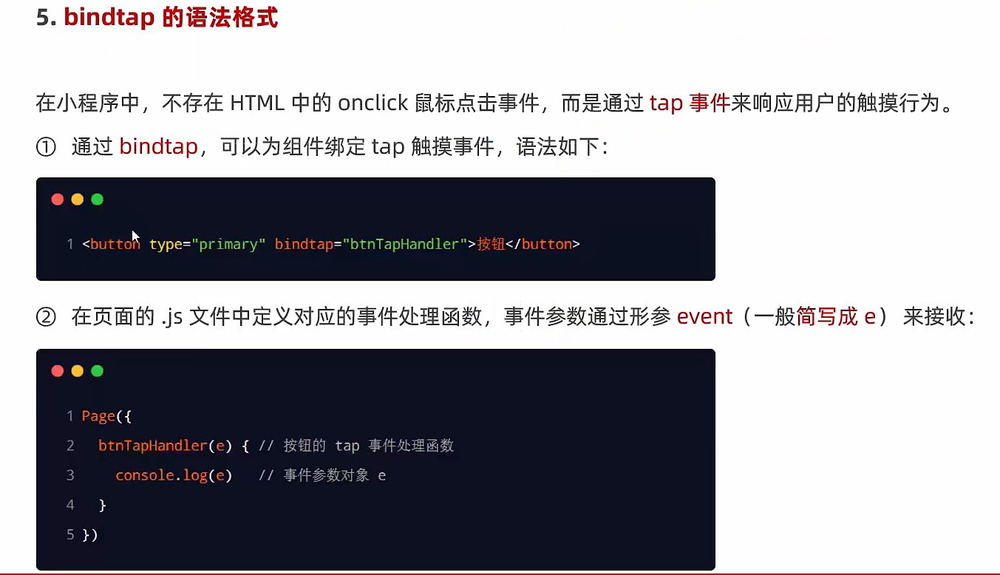 5. bindtap 的语法格式
在小程序中，不存在 HTML 中的 onclick 鼠标点击事件，而是通过 tap 事件来响应用户的触摸行为。
① 通过 bindtap，可以为组件绑定 tap 触摸事件，语法如下：
1 <button type="primary" bindtap="btnTapHandler">按钮</button>
② 在页面的 .js 文件中定义对应的事件处理函数，事件参数通过形参 event（一般简写成 e） 来接收：
1 Page({
2 btnTapHandler(e) { // 按钮的 tap 事件处理函数
3 console.log(e) // 事件参数对象 e
4 }
5 })